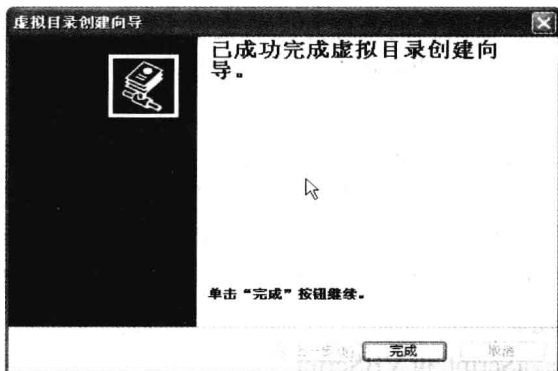 虚拟目录创建向导
已成功完成虚拟目录创建向
导。
单击“完成”按钮继续。
完成
取消